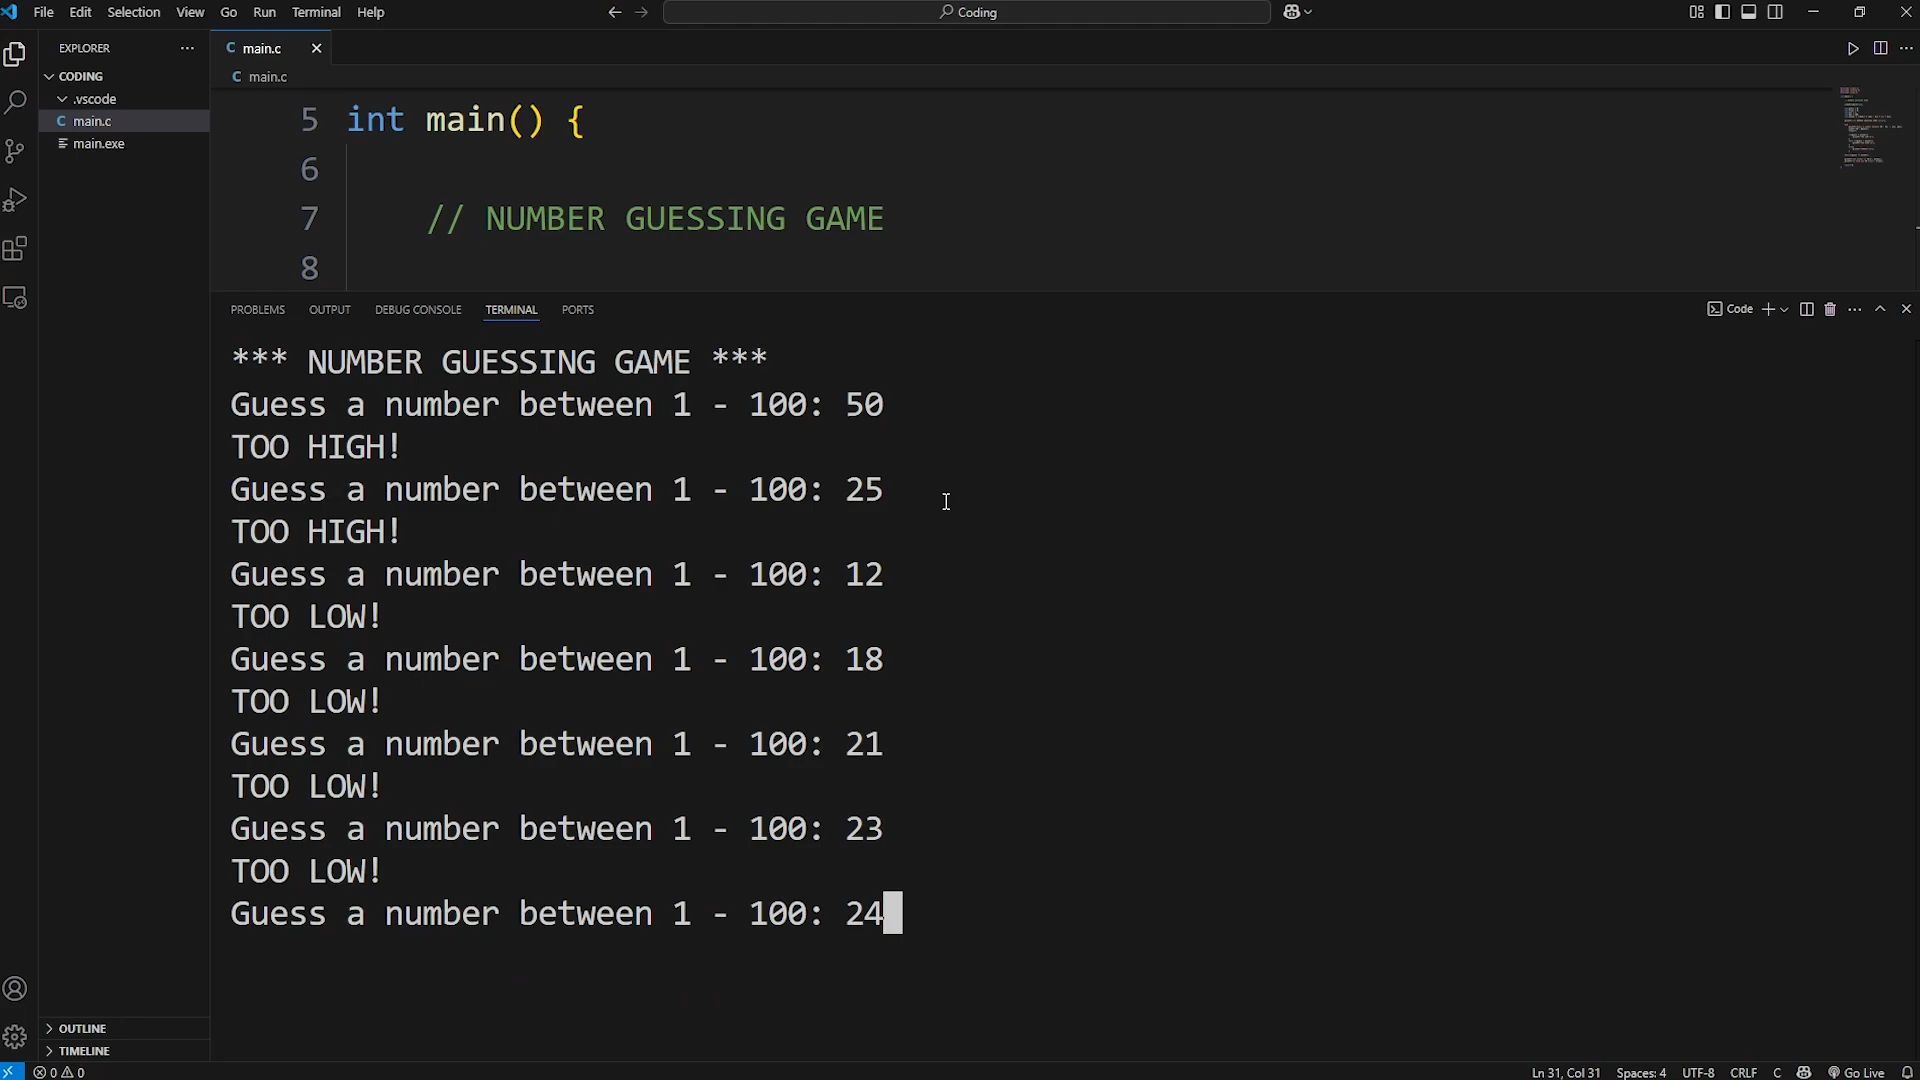 File Edit Selection View Go Run Terminal Help
Coding
EXPLORER
CODING
.vscode
C main.c
main.exe
OUTLINE
TIMELINE
C main.c
C main.c
5 int main() {
6
7 // NUMBER GUESSING GAME
8
PROBLEMS OUTPUT DEBUG CONSOLE TERMINAL PORTS
Code
*** NUMBER GUESSING GAME ***
Guess a number between 1 - 100: 50
TOO HIGH!
Guess a number between 1 - 100: 25
TOO HIGH!
Guess a number between 1 - 100: 12
TOO LOW!
Guess a number between 1 - 100: 18
TOO LOW!
Guess a number between 1 - 100: 21
TOO LOW!
Guess a number between 1 - 100: 23
TOO LOW!
Guess a number between 1 - 100: 24
0 0 Ln 31, Col 31 Spaces: 4 UTF-8 CRLF C Go Live